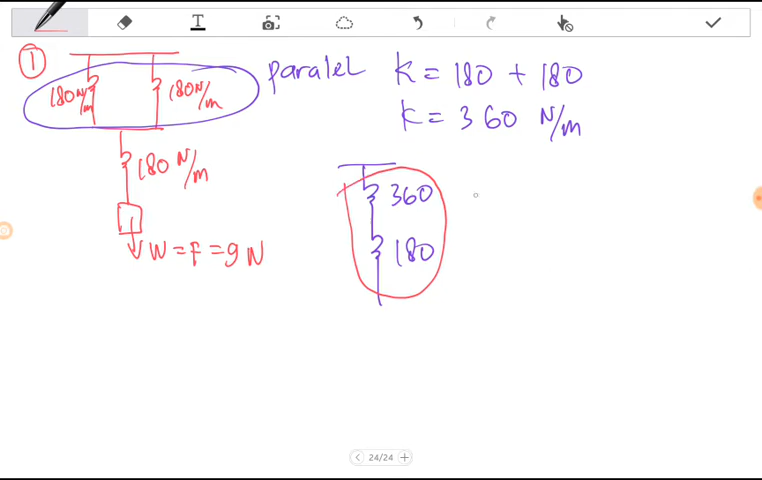 ①
180 N/m
180 N/m
180 N/m
W = F = 9 N
paralel K = 180 + 180
K = 360 N/m
360
180
24/24